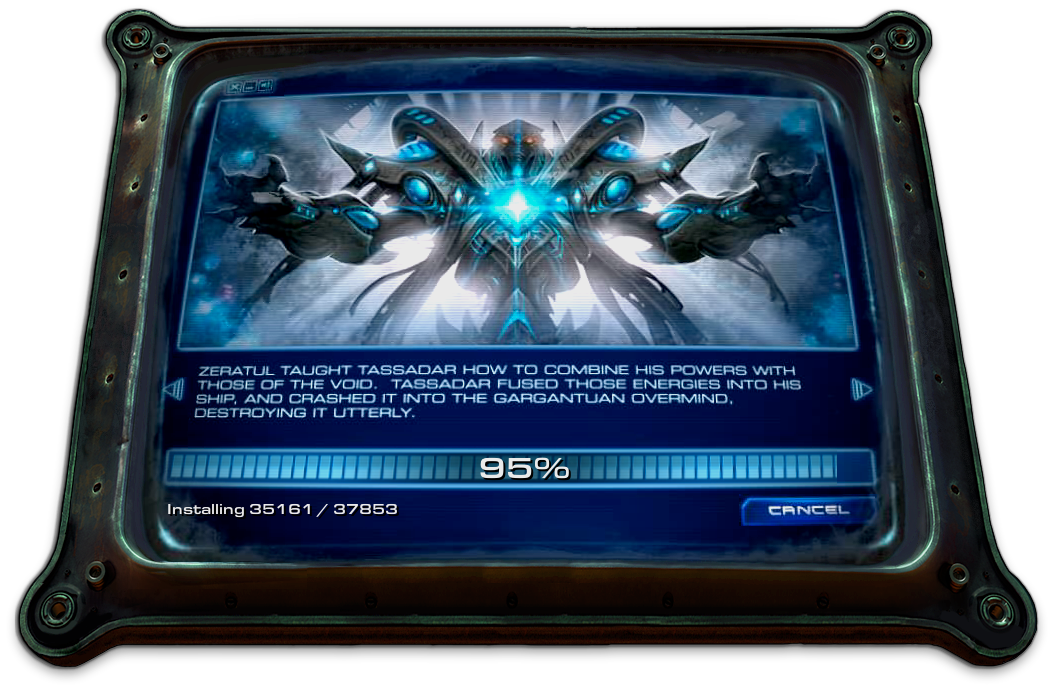 ZERATUL TAUGHT TASSADAR HOW TO COMBINE HIS POWERS WITH
THOSE OF THE VOID. TASSADAR FUSED THOSE ENERGIES INTO HIS
SHIP, AND CRASHED IT INTO THE GARGANTUAN OVERMIND,
DESTROYING IT UTTERLY.
95%
Installing 35161 / 37853
CANCEL